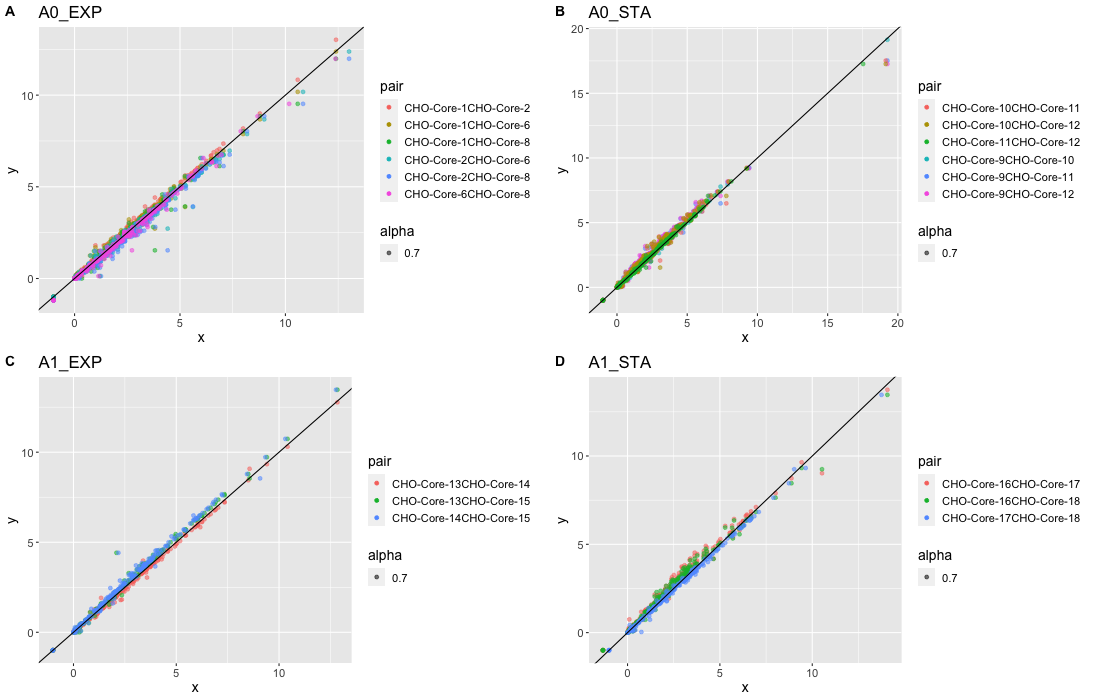 A
A0_EXP
10
5
0
y
0
5
10
x
pair
CHO-Core-1CHO-Core-2
CHO-Core-1CHO-Core-6
CHO-Core-1CHO-Core-8
CHO-Core-2CHO-Core-6
CHO-Core-2CHO-Core-8
CHO-Core-6CHO-Core-8
alpha
0.7
B
A0_STA
20
15
10
5
0
y
0
5
10
15
20
x
pair
CHO-Core-10CHO-Core-11
CHO-Core-10CHO-Core-12
CHO-Core-11CHO-Core-12
CHO-Core-9CHO-Core-10
CHO-Core-9CHO-Core-11
CHO-Core-9CHO-Core-12
alpha
0.7
C
A1_EXP
10
5
0
y
0
5
10
x
pair
CHO-Core-13CHO-Core-14
CHO-Core-13CHO-Core-15
CHO-Core-14CHO-Core-15
alpha
0.7
D
A1_STA
10
5
0
y
0
5
10
x
pair
CHO-Core-16CHO-Core-17
CHO-Core-16CHO-Core-18
CHO-Core-17CHO-Core-18
alpha
0.7